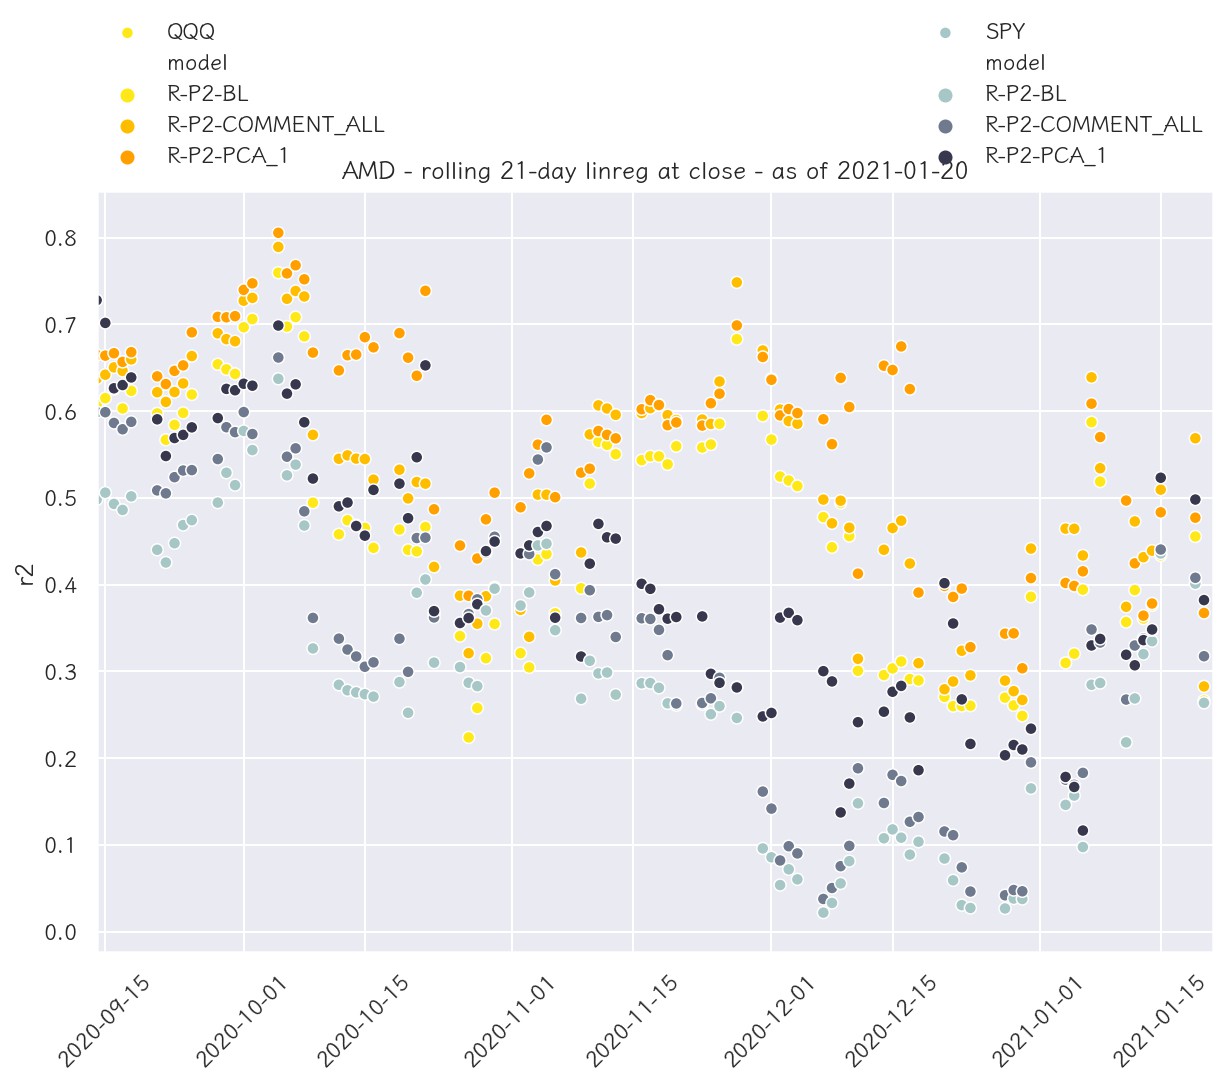 QQQ
model
R-P2-BL
R-P2-COMMENT_ALL
R-P2-PCA_1
SPY
model
R-P2-BL
R-P2-COMMENT_ALL
R-P2-PCA_1
AMD - rolling 21-day linreg at close - as of 2021-01-20
0.8
0.7
0.6
0.5
0.4
0.3
0.2
0.1
0.0
r2
2020-09-15
2020-10-01
2020-10-15
2020-11-01
2020-11-15
2020-12-01
2020-12-15
2021-01-01
2021-01-15